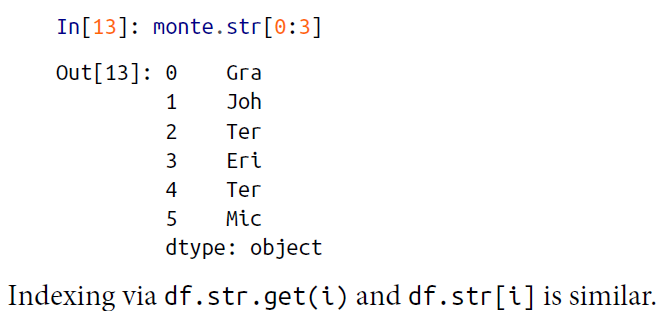 In[13]: monte.str[0:3]
Out[13]: 0    Gra
1    Joh
2    Ter
3    Eri
4    Ter
5    Mic
dtype: object
Indexing via df.str.get(i) and df.str[i] is similar.